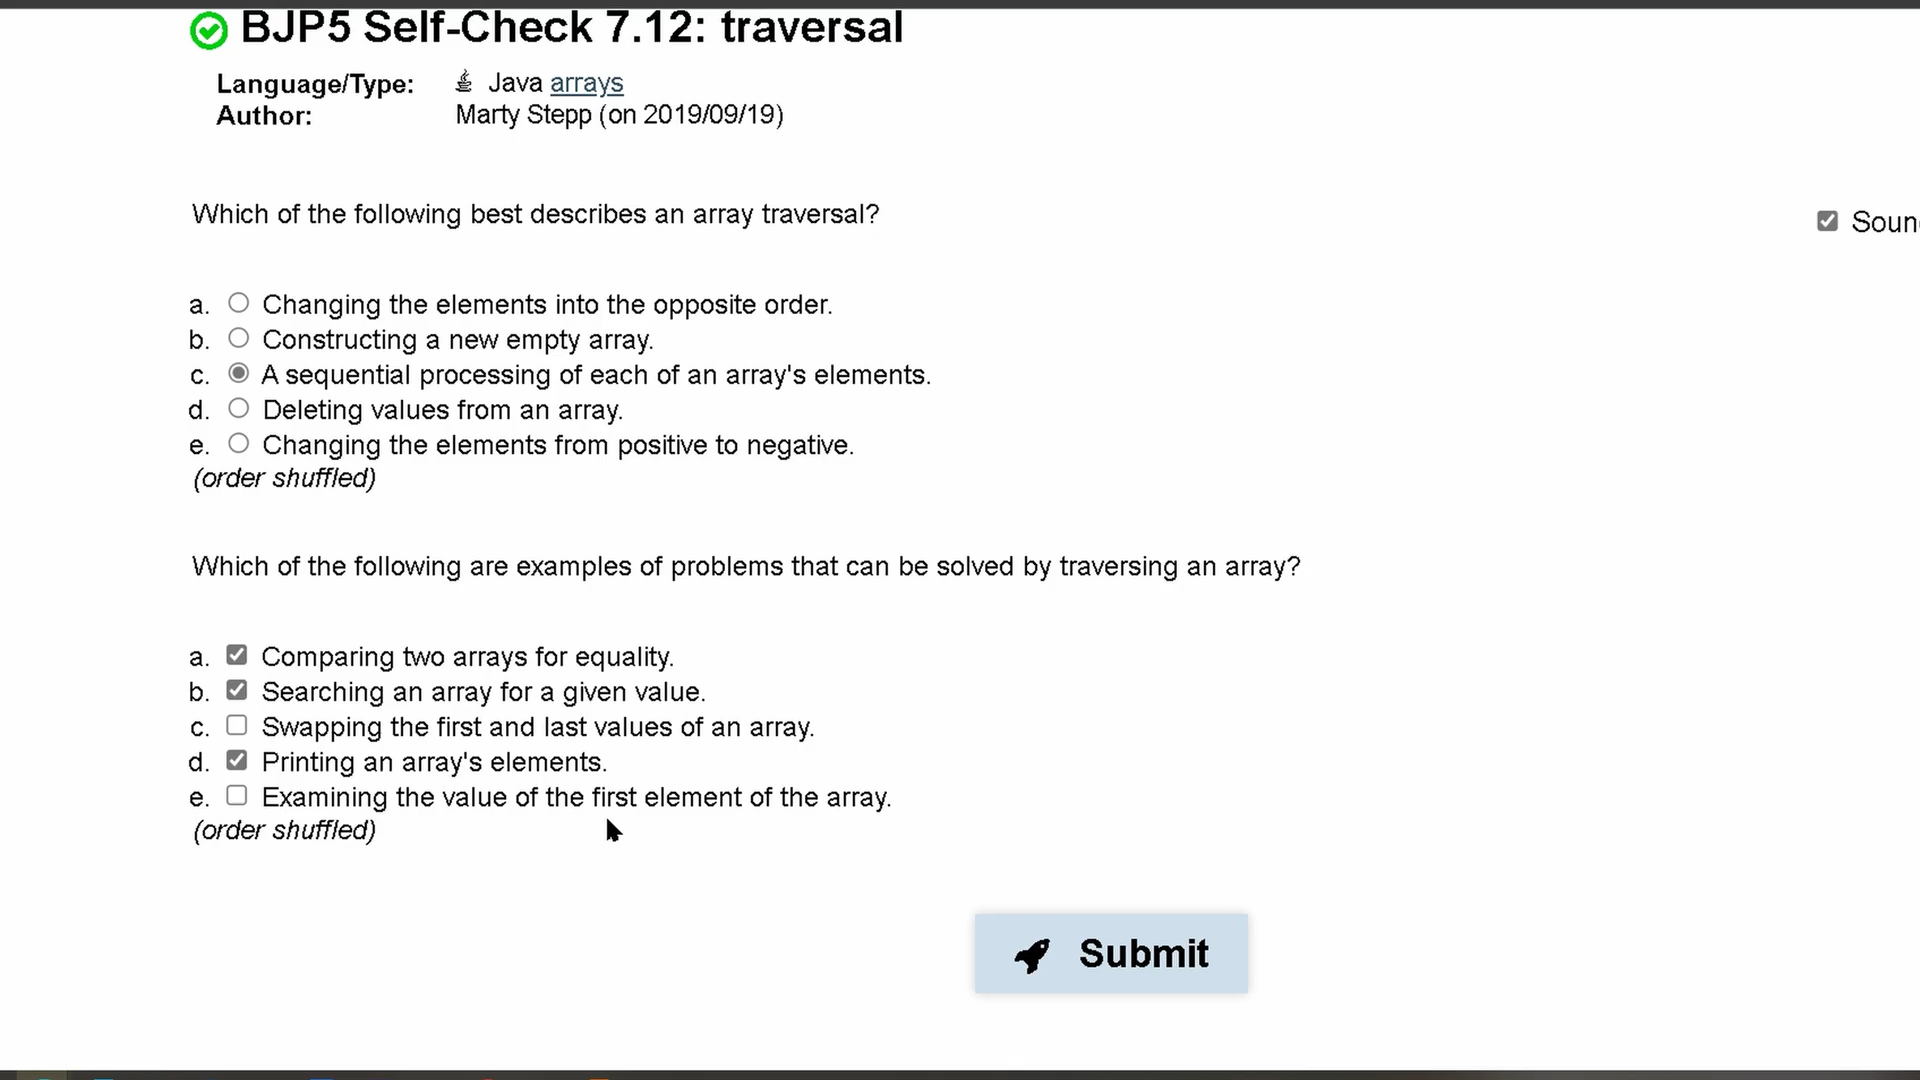 BJP5 Self-Check 7.12: traversal
Language/Type: Java arrays
Author: Marty Stepp (on 2019/09/19)
Which of the following best describes an array traversal?
Soun
a. Changing the elements into the opposite order.
b. Constructing a new empty array.
c. A sequential processing of each of an array's elements.
d. Deleting values from an array.
e. Changing the elements from positive to negative.
(order shuffled)
Which of the following are examples of problems that can be solved by traversing an array?
a. Comparing two arrays for equality.
b. Searching an array for a given value.
c. Swapping the first and last values of an array.
d. Printing an array's elements.
e. Examining the value of the first element of the array.
(order shuffled)
Submit